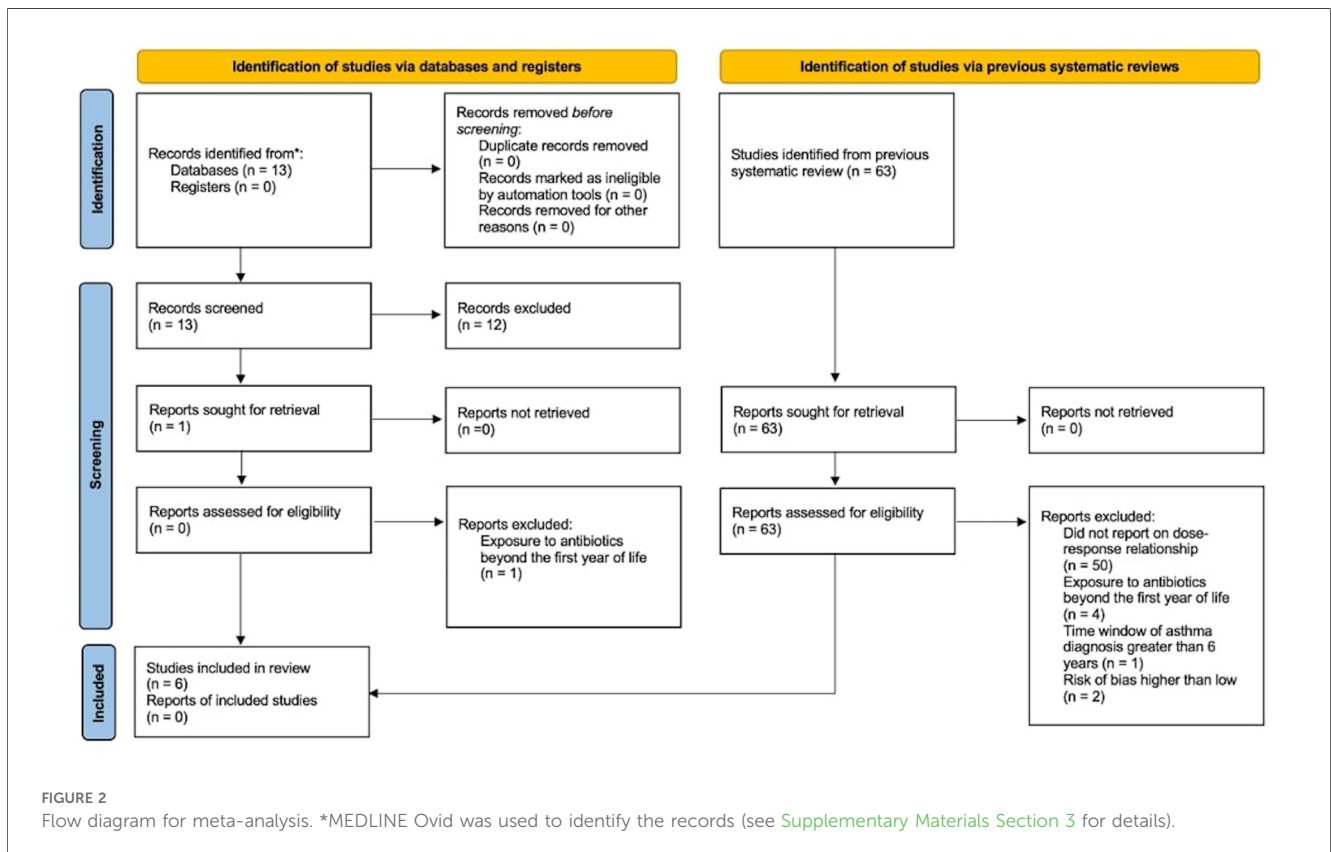 Identification of studies via databases and registers
Identification of studies via previous systematic reviews
Identification
Records identified from*:
Databases (n = 13)
Registers (n = 0)
Records removed before
screening:
Duplicate records removed
(n = 0)
Records marked as ineligible
by automation tools (n = 0)
Records removed for other
reasons (n = 0)
Studies identified from previous
systematic review (n = 63)
Screening
Records screened
(n = 13)
Records excluded
(n = 12)
Reports sought for retrieval
(n = 1)
Reports not retrieved
(n =0)
Reports sought for retrieval
(n = 63)
Reports not retrieved
(n = 0)
Reports assessed for eligibility
(n = 0)
Reports excluded:
Exposure to antibiotics
beyond the first year of life
(n = 1)
Reports assessed for eligibility
(n = 63)
Reports excluded:
Did not report on dose-
response relationship
(n = 50)
Exposure to antibiotics
beyond the first year of life
(n = 4)
Time window of asthma
diagnosis greater than 6
years (n = 1)
Risk of bias higher than low
(n = 2)
Included
Studies included in review
(n = 6)
Reports of included studies
(n = 0)
FIGURE 2
Flow diagram for meta-analysis. *MEDLINE Ovid was used to identify the records (see Supplementary Materials Section 3 for details).